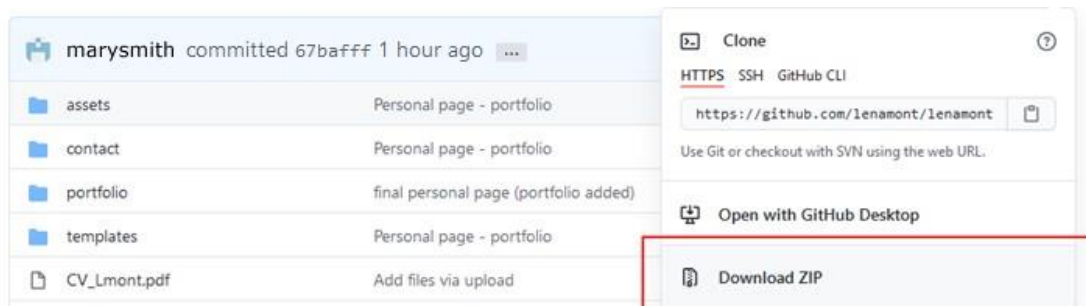 marysmith committed 67bafff 1 hour ago ...
assets Personal page - portfolio
contact Personal page - portfolio
portfolio final personal page (portfolio added)
templates Personal page - portfolio
CV_Lmont.pdf Add files via upload
Clone
HTTPS SSH GitHub CLI
https://github.com/lenamont/lenamont
Use Git or checkout with SVN using the web URL.
Open with GitHub Desktop
Download ZIP